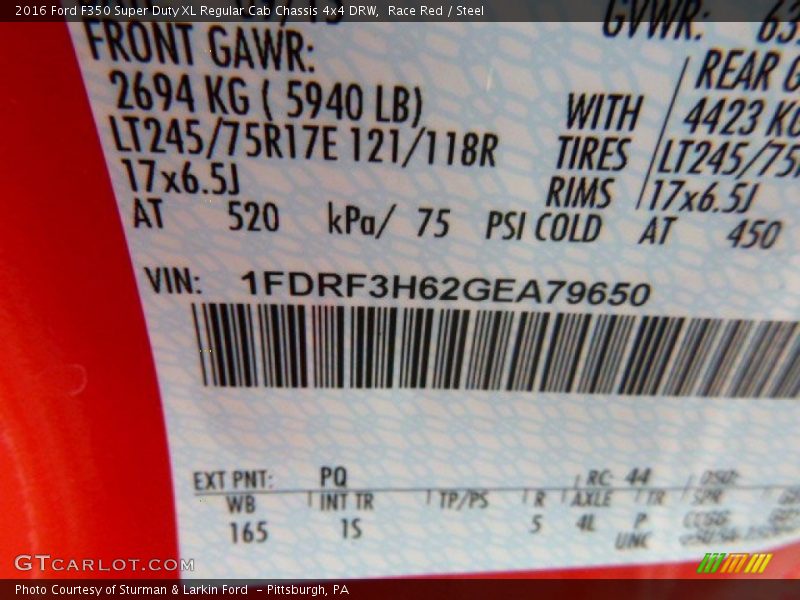 2016 Ford F350 Super Duty XL Regular Cab Chassis 4x4 DRW, Race Red / Steel
GVWR:
FRONT GAWR:
REAR G
2694 KG ( 5940 LB) WITH 4423 KG
LT245/75R17E 121/118R TIRES LT245/75
17x6.5J RIMS 17x6.5J
AT 520 kPa/ 75 PSI COLD AT 450
VIN: 1FDRF3H62GEA79650
EXT PNT: PQ RC: 44 DSO:
WB INT TR TP/PS R AXLE TR SPR
165 1S 5 4L P
UNC
GTCARLOT.COM
Photo Courtesy of Sturman & Larkin Ford - Pittsburgh, PA